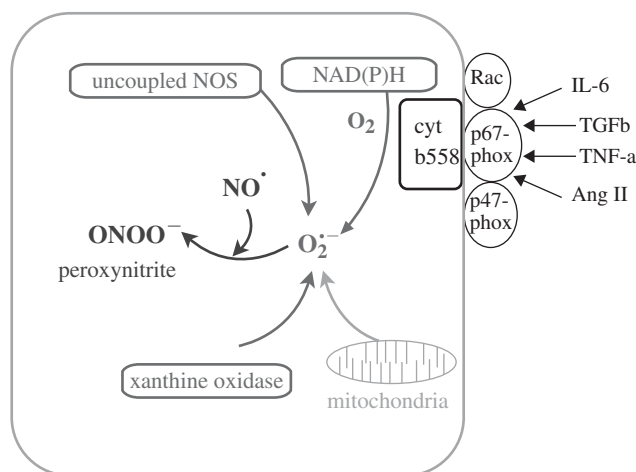 uncoupled NOS
NAD(P)H
O₂
cyt
b558
Rac
p67-
phox
p47-
phox
IL-6
TGFb
TNF-a
Ang II
NO˙
ONOO⁻
peroxynitrite
O₂˙⁻
xanthine oxidase
mitochondria